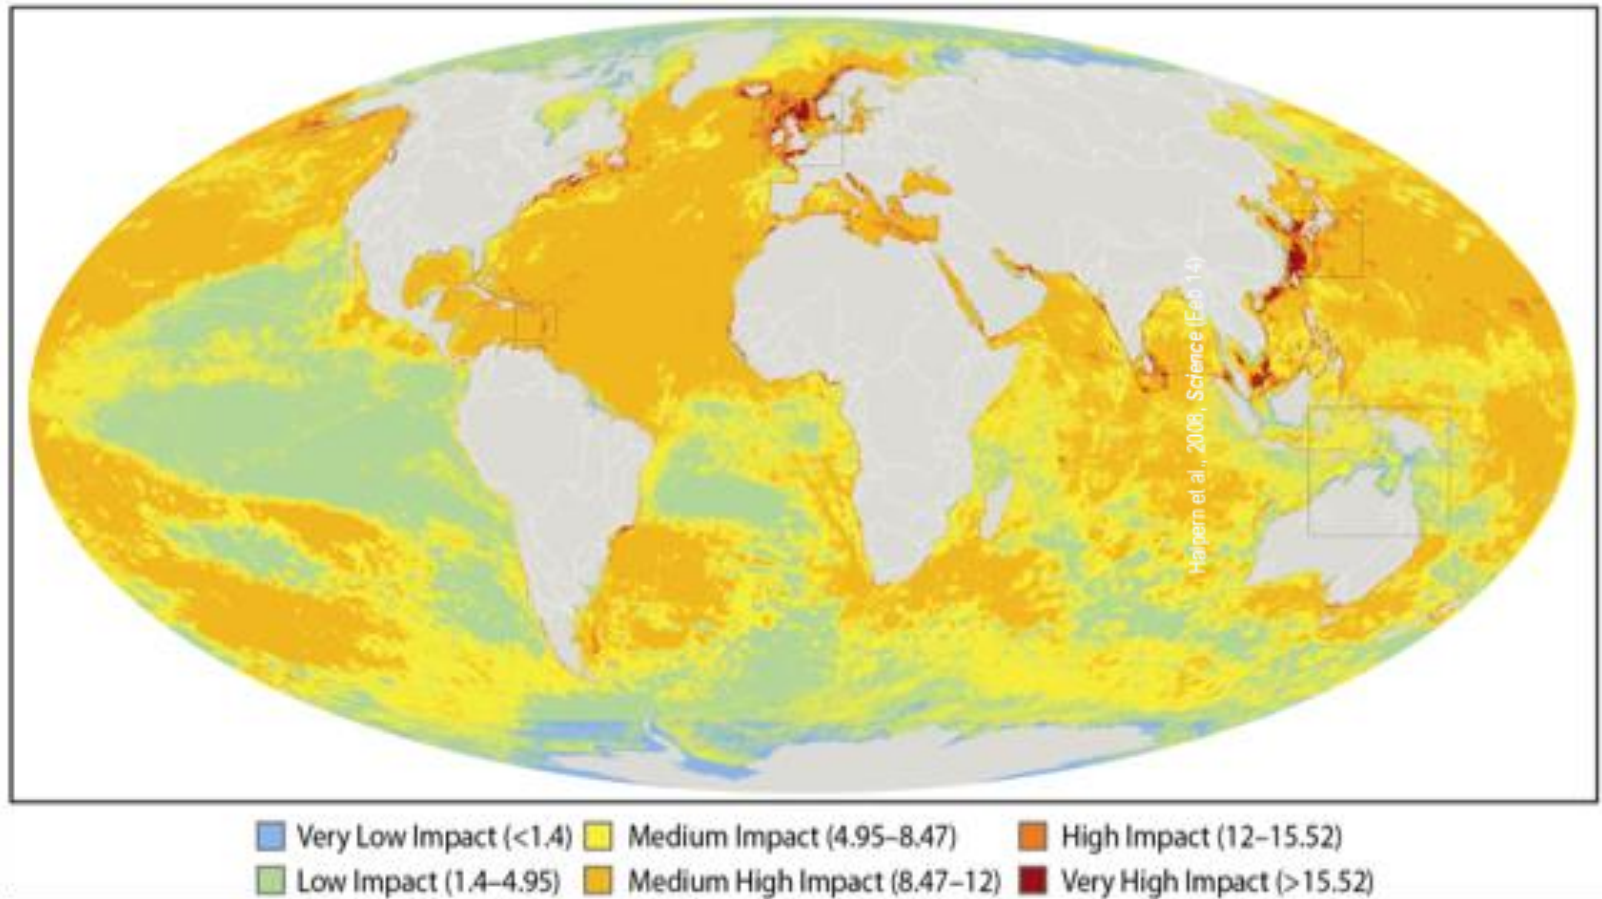 Halpern et al., 2008, Science (Feb 14)
Very Low Impact (<1.4)
Medium Impact (4.95–8.47)
High Impact (12–15.52)
Low Impact (1.4–4.95)
Medium High Impact (8.47–12)
Very High Impact (>15.52)